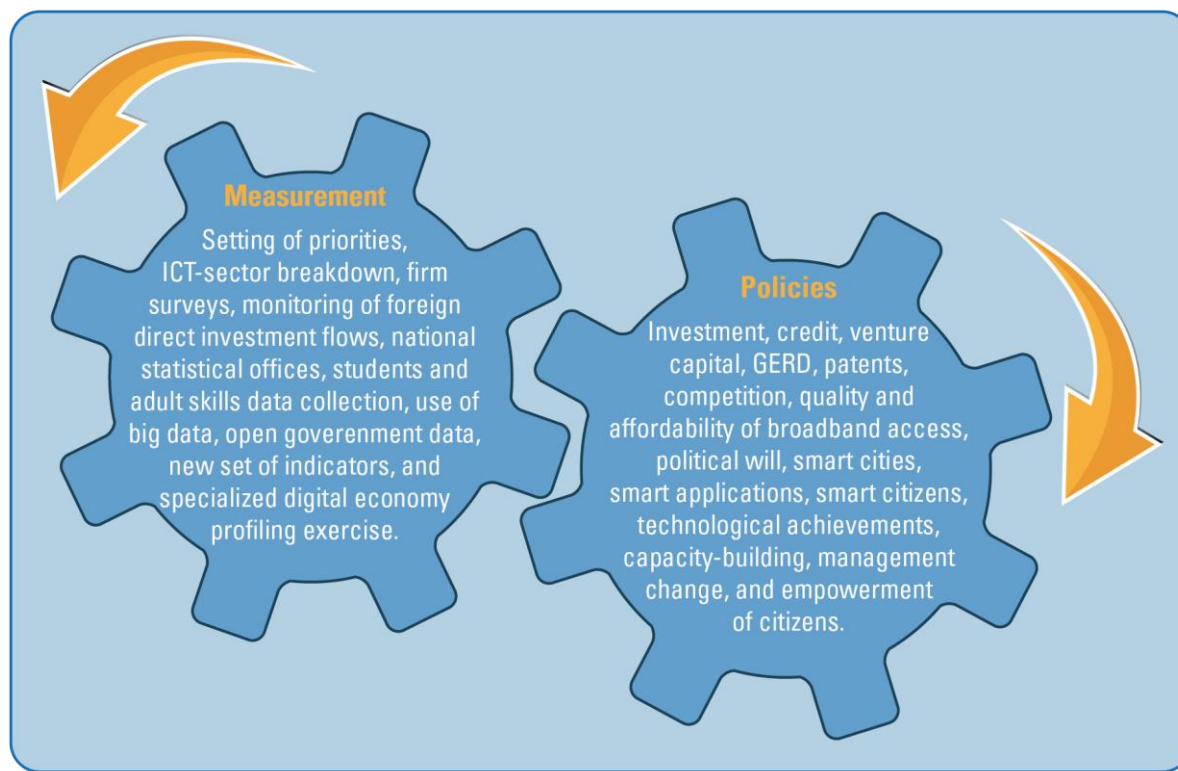 Measurement
Setting of priorities,
ICT-sector breakdown, firm
surveys, monitoring of foreign
direct investment flows, national
statistical offices, students and
adult skills data collection, use of
big data, open goverenment data,
new set of indicators, and
specialized digital economy
profiling exercise.
Policies
Investment, credit, venture
capital, GERD, patents,
competition, quality and
affordability of broadband access,
political will, smart cities,
smart applications, smart citizens,
technological achievements,
capacity-building, management
change, and empowerment
of citizens.